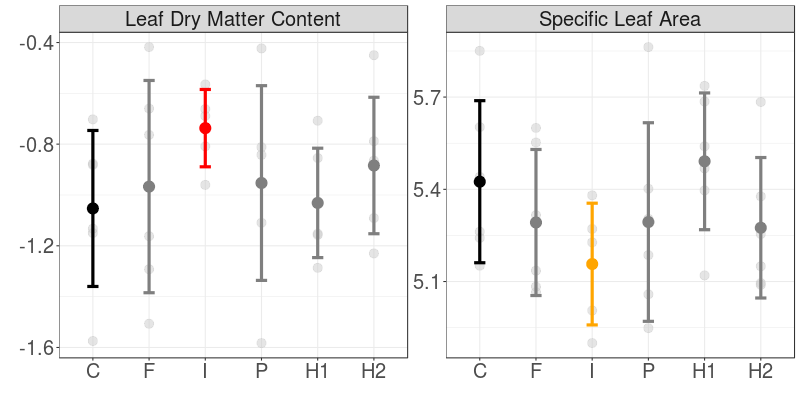 Leaf Dry Matter Content
-0.4
-0.8
-1.2
-1.6
C F I P H1 H2
Specific Leaf Area
5.7
5.4
5.1
C F I P H1 H2